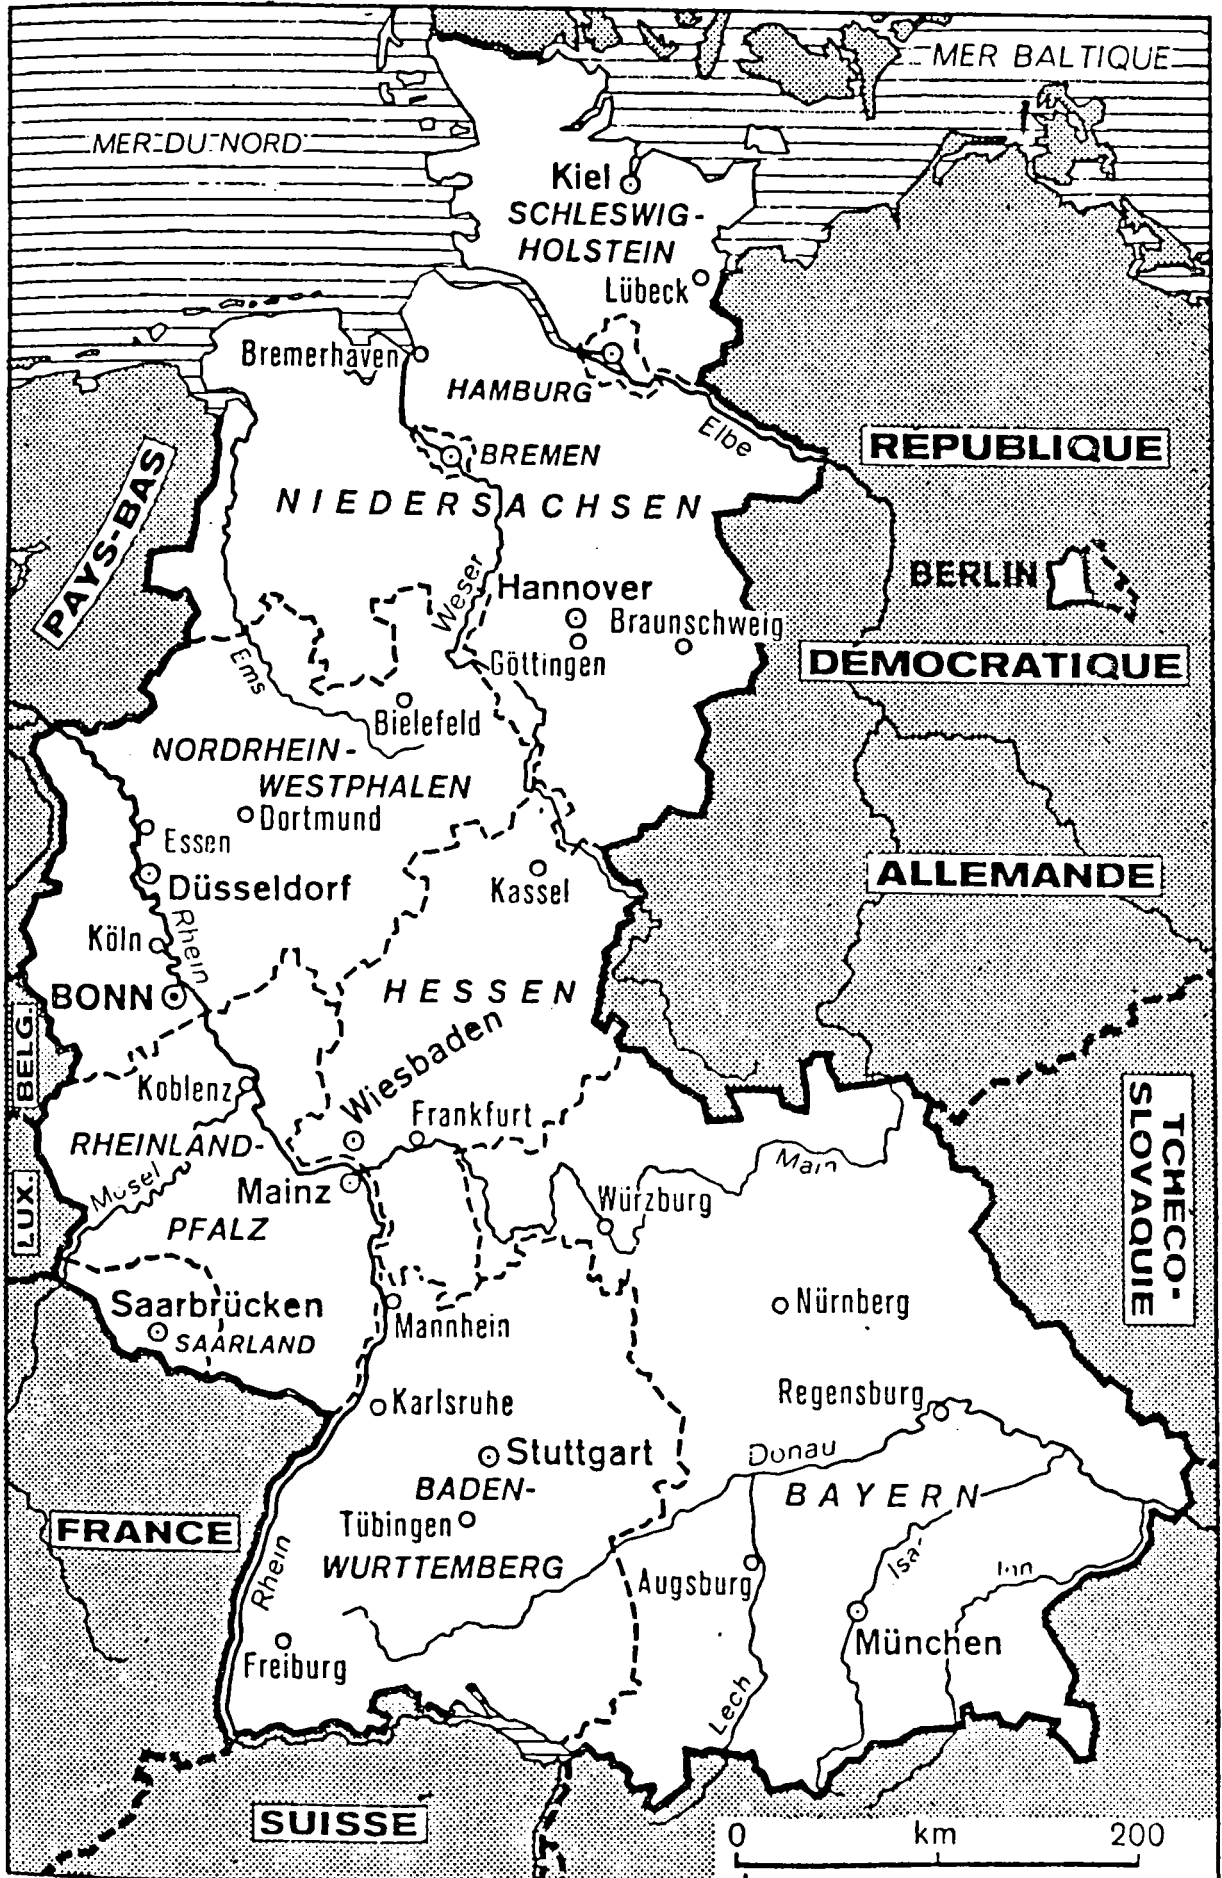 MER BALTIQUE
MER DU NORD
Kiel
SCHLESWIG-
HOLSTEIN
Lübeck
Bremerhaven
HAMBURG
Elbe
BREMEN
RÉPUBLIQUE
PAYS-BAS
NIEDERSACHSEN
BERLIN
Weser
Hannover
Braunschweig
Göttingen
DÉMOCRATIQUE
Ems
Bielefeld
NORDRHEIN-
WESTPHALEN
Dortmund
Essen
ALLEMANDE
Düsseldorf
Kassel
Rhein
Köln
BONN
HESSEN
BELG.
Wiesbaden
Koblenz
Frankfurt
TCHÉCO-
SLOVAQUIE
RHEINLAND-
Main
Mosel
Mainz
Würzburg
LUX.
PFALZ
Saarbrücken
SAARLAND
Mannhein
Nürnberg
Karlsruhe
Regensburg
Stuttgart
Donau
BADEN-
BAYERN
FRANCE
Tübingen
WURTTEMBERG
Rhein
Augsburg
Isa-
Inn
München
Freiburg
Lech
SUISSE
0 km 200